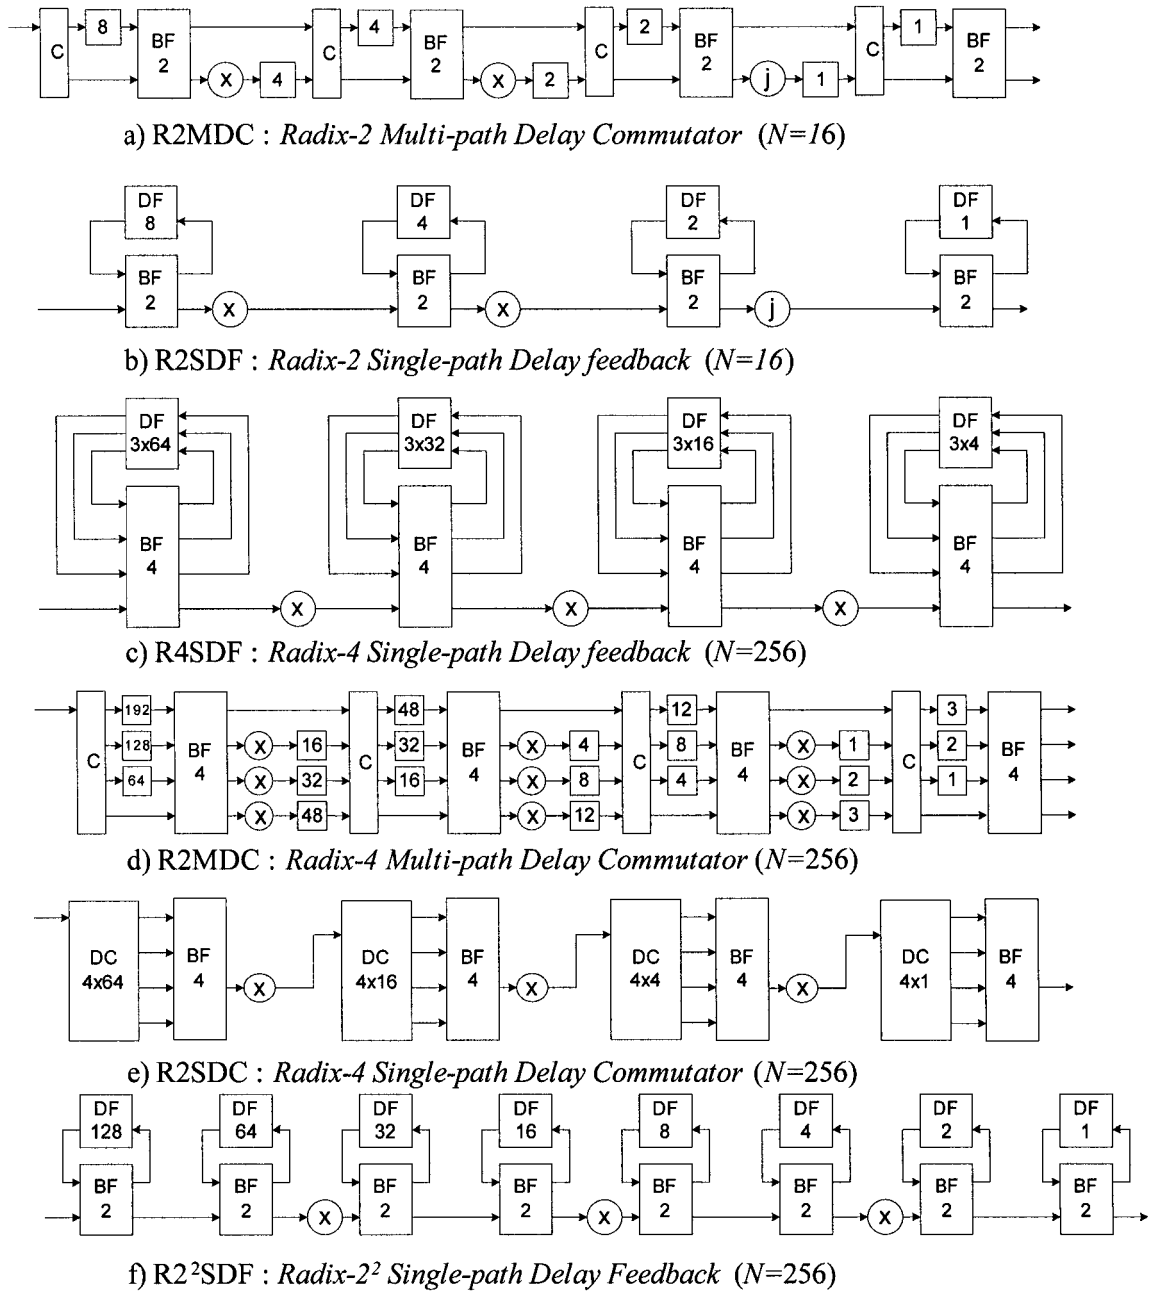 8 4 2 1
C BF 2 C BF 2 C BF 2 C BF 2
X 4 X 2 j 1
a) R2MDC : Radix-2 Multi-path Delay Commutator (N=16)
DF 8 DF 4 DF 2 DF 1
BF 2 X BF 2 X BF 2 j BF 2
b) R2SDF : Radix-2 Single-path Delay feedback (N=16)
DF 3x64 DF 3x32 DF 3x16 DF 3x4
BF 4 BF 4 BF 4 BF 4
X X X
c) R4SDF : Radix-4 Single-path Delay feedback (N=256)
192 48 12 3
128 X 16 32 X 4 8 X 1 2
C BF 4 C BF 4 C BF 4 C BF 4
64 X 32 16 X 8 4 X 2 1
X 48 X 12 X 3
d) R2MDC : Radix-4 Multi-path Delay Commutator (N=256)
DC 4x64 BF 4 DC 4x16 BF 4 DC 4x4 BF 4 DC 4x1 BF 4
X X X
e) R2SDC : Radix-4 Single-path Delay Commutator (N=256)
DF 128 DF 64 DF 32 DF 16 DF 8 DF 4 DF 2 DF 1
BF 2 BF 2 X BF 2 BF 2 X BF 2 BF 2 X BF 2 BF 2
f) R2²SDF : Radix-2² Single-path Delay Feedback (N=256)